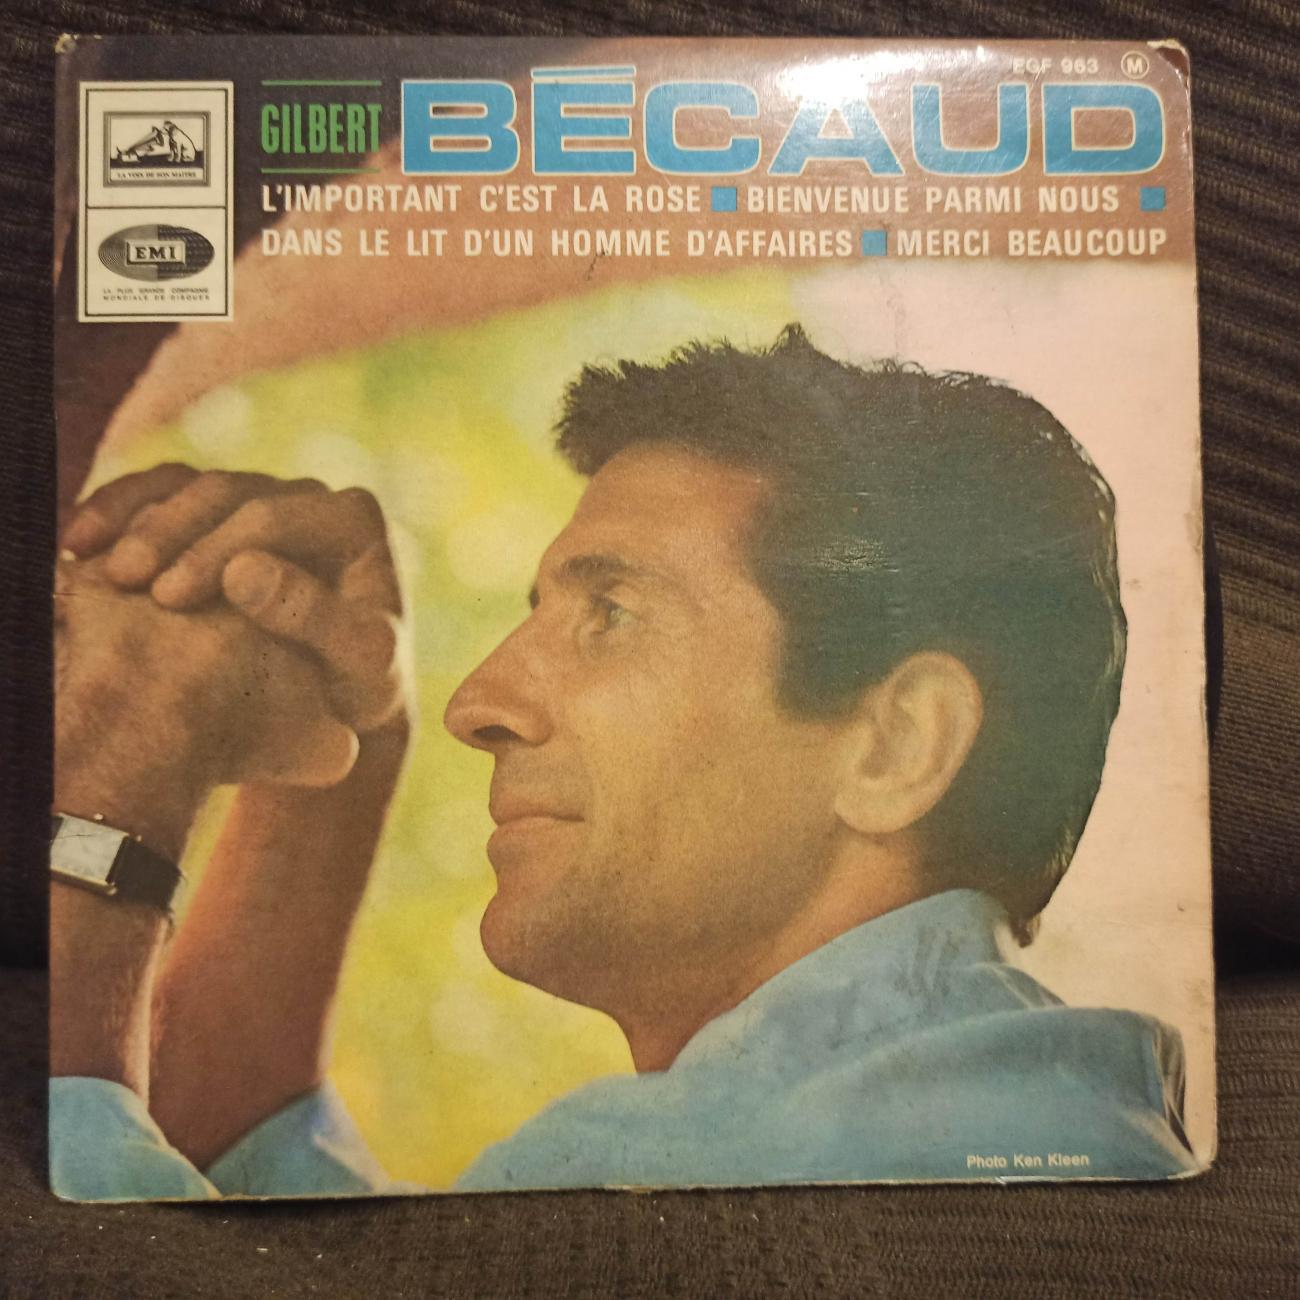 EGF 963 M
GILBERT BÉCAUD
L'IMPORTANT C'EST LA ROSE ■ BIENVENUE PARMI NOUS ■
DANS LE LIT D'UN HOMME D'AFFAIRES ■ MERCI BEAUCOUP
LA VOIX DE SON MAITRE
EMI
LA PLUS GRANDE COMPAGNIE
MONDIALE DE DISQUES
Photo Ken Kleen